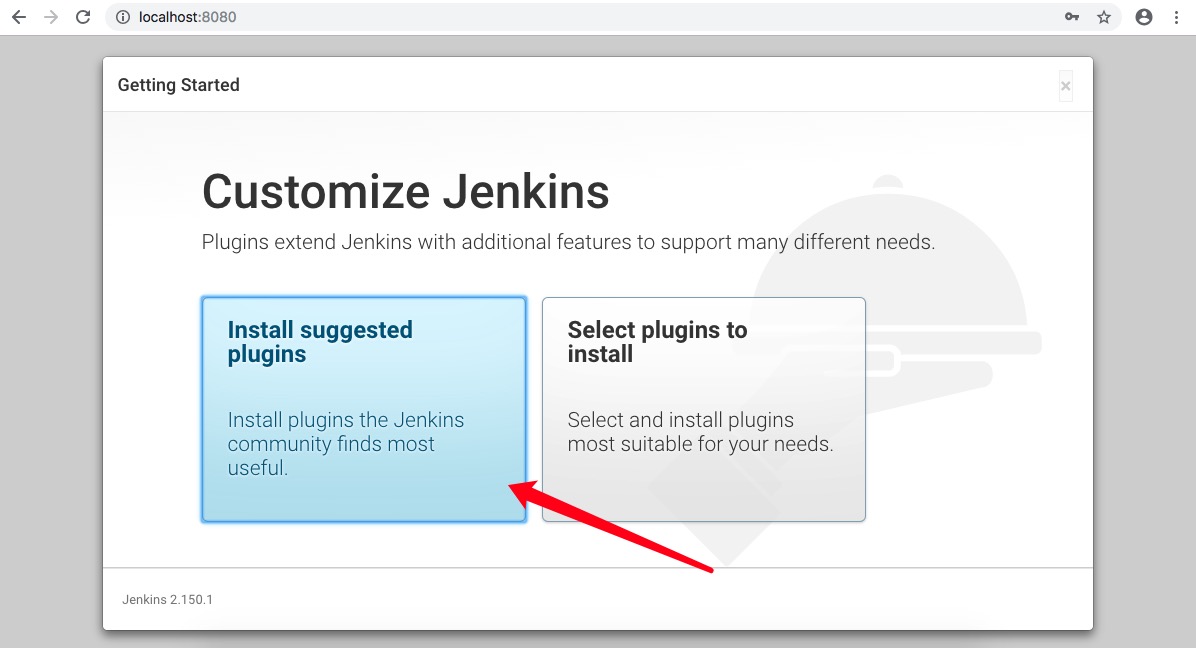 localhost:8080
Getting Started
×
Customize Jenkins
Plugins extend Jenkins with additional features to support many different needs.
Install suggested
plugins
Install plugins the Jenkins
community finds most
useful.
Select plugins to
install
Select and install plugins
most suitable for your needs.
Jenkins 2.150.1